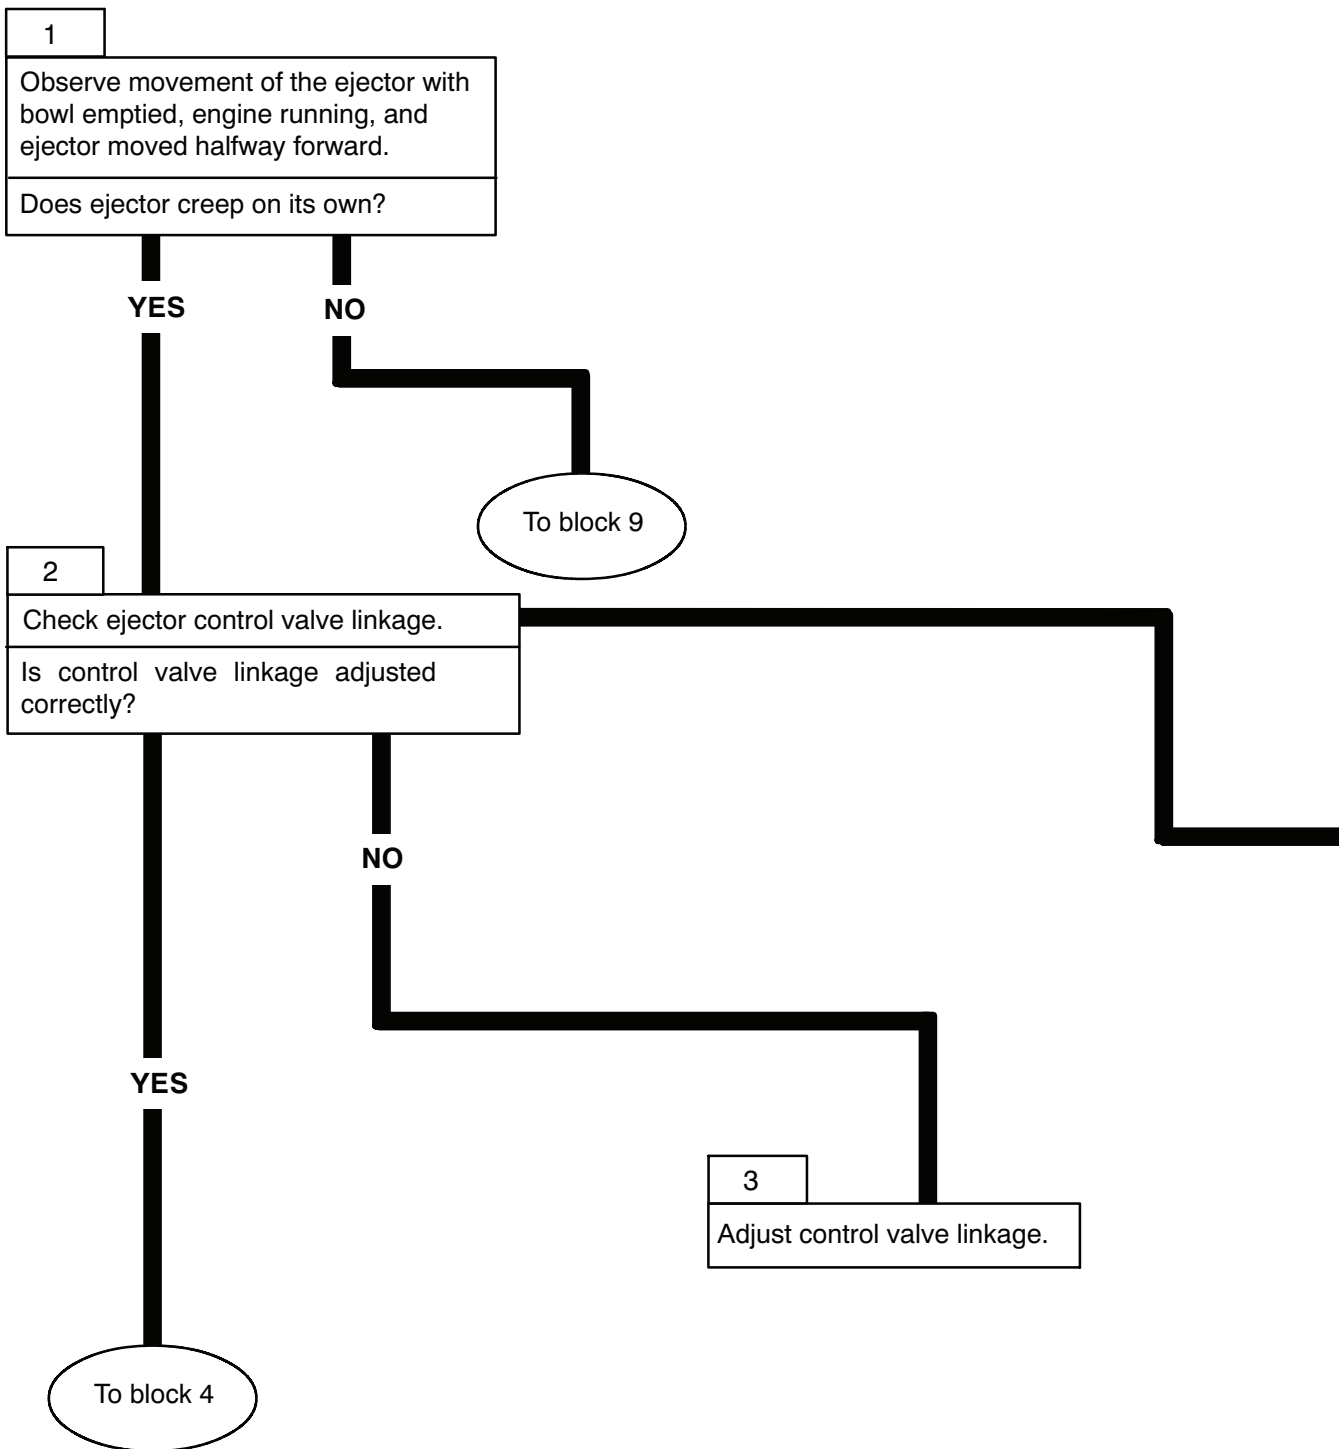 1
Observe movement of the ejector with
bowl emptied, engine running, and
ejector moved halfway forward.
Does ejector creep on its own?
YES
NO
To block 9
2
Check ejector control valve linkage.
Is control valve linkage adjusted
correctly?
NO
YES
3
Adjust control valve linkage.
To block 4